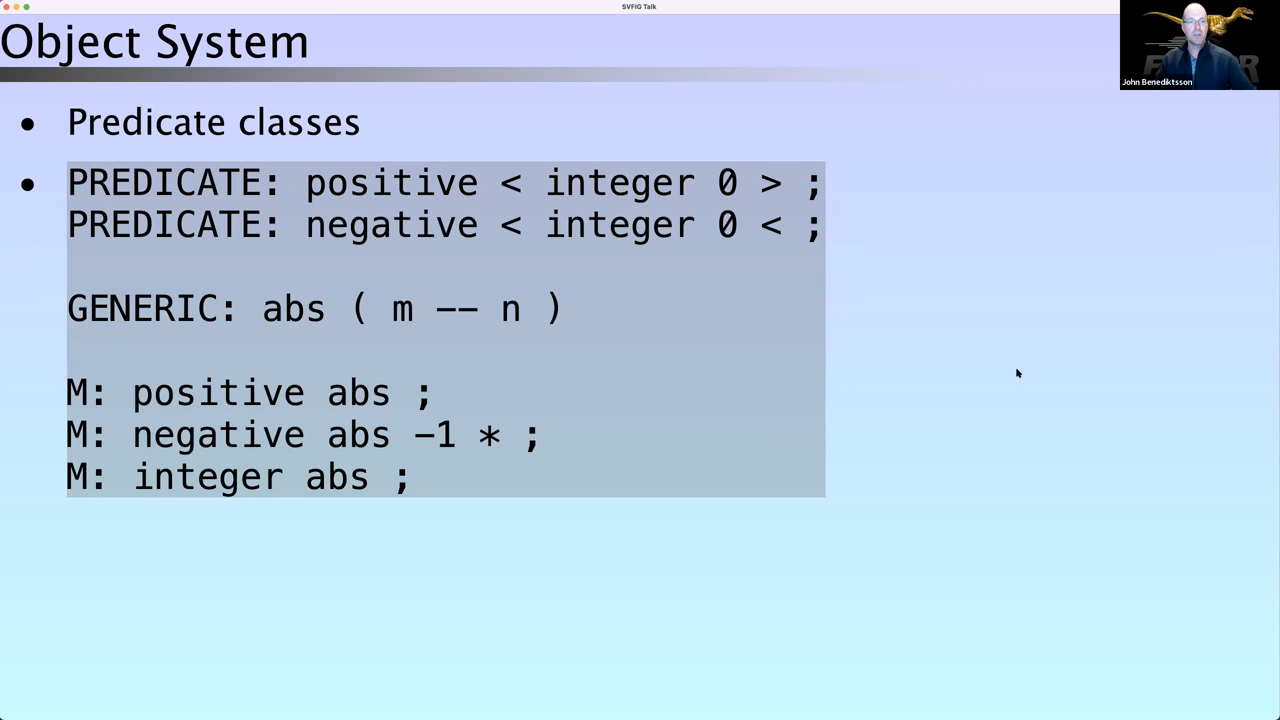 SVFIG Talk
Object System
John Benediktsson
• Predicate classes
• PREDICATE: positive < integer 0 > ;
PREDICATE: negative < integer 0 < ;
GENERIC: abs ( m -- n )
M: positive abs ;
M: negative abs -1 * ;
M: integer abs ;